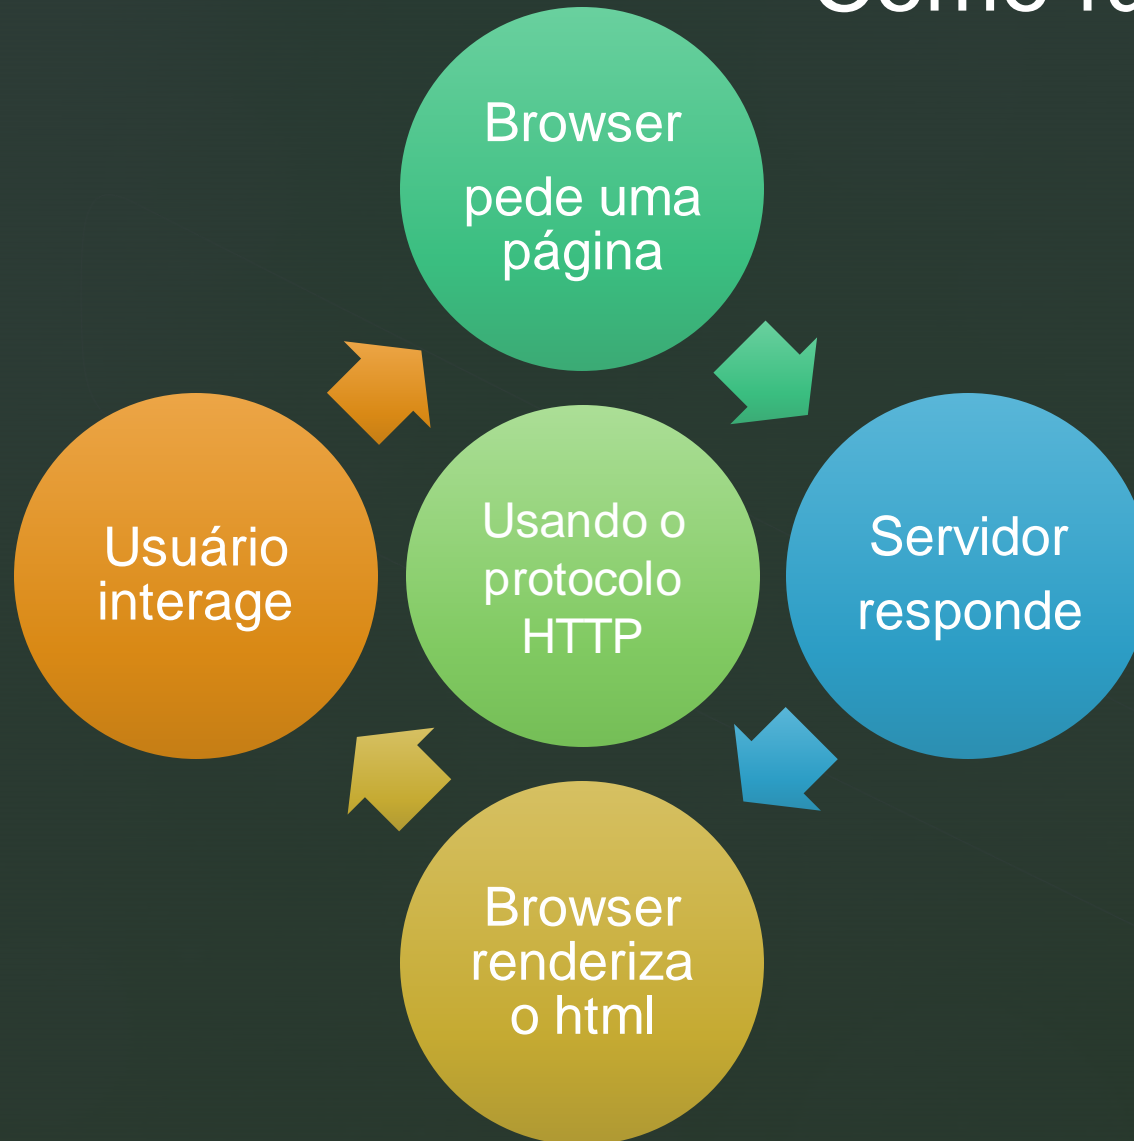 Browser
pede uma
página
Usuário
interage
Usando o
protocolo
HTTP
Servidor
responde
Browser
renderiza
o html